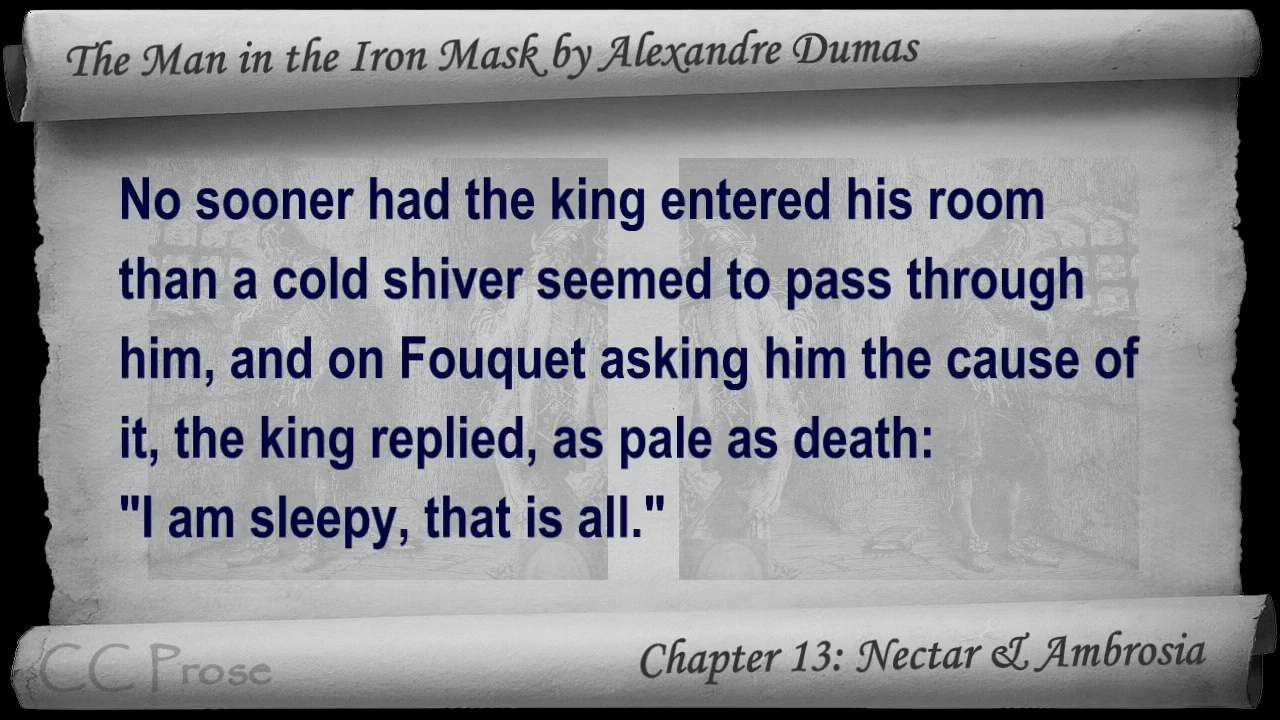 The Man in the Iron Mask by Alexandre Dumas
No sooner had the king entered his room
than a cold shiver seemed to pass through
him, and on Fouquet asking him the cause of
it, the king replied, as pale as death:
"I am sleepy, that is all."
CC Prose
Chapter 13: Nectar & Ambrosia